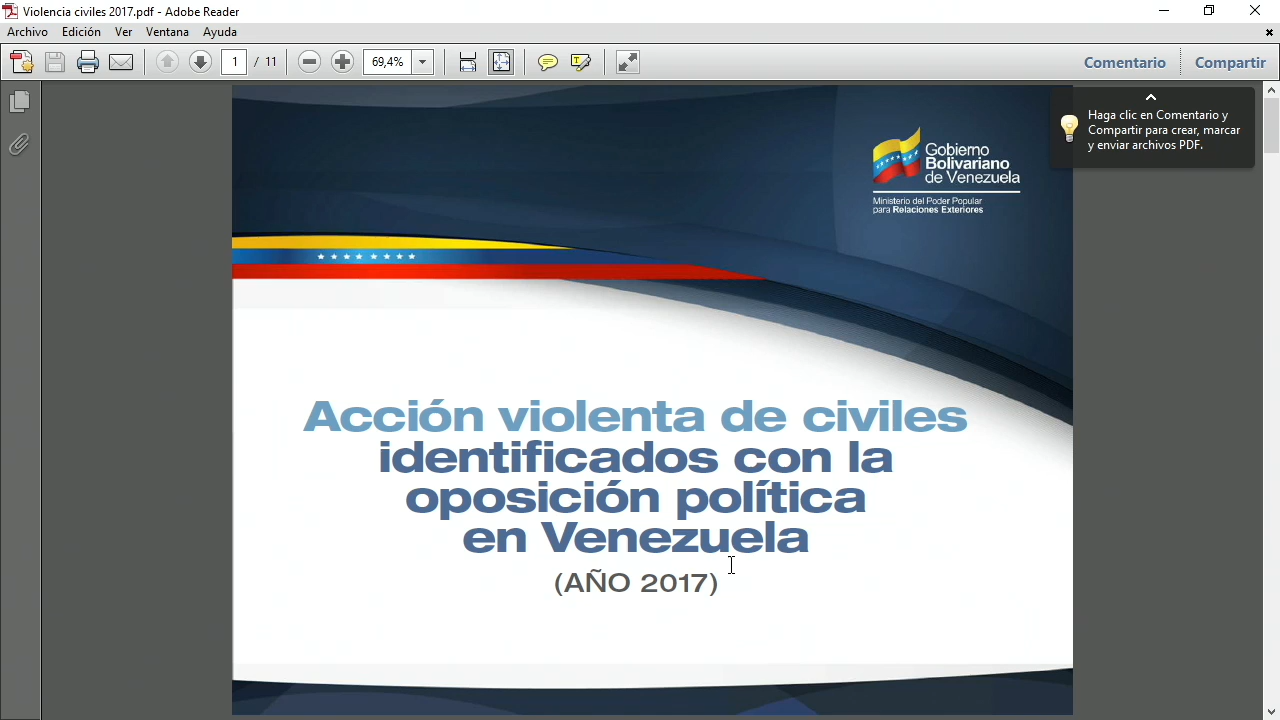 Violencia civiles 2017.pdf - Adobe Reader
Archivo Edición Ver Ventana Ayuda
1 / 11 69,4% Comentario Compartir
Haga clic en Comentario y
Compartir para crear, marcar
y enviar archivos PDF.
Gobierno
Bolivariano
de Venezuela
Ministerio del Poder Popular
para Relaciones Exteriores
Acción violenta de civiles
identificados con la
oposición política
en Venezuela
(AÑO 2017)